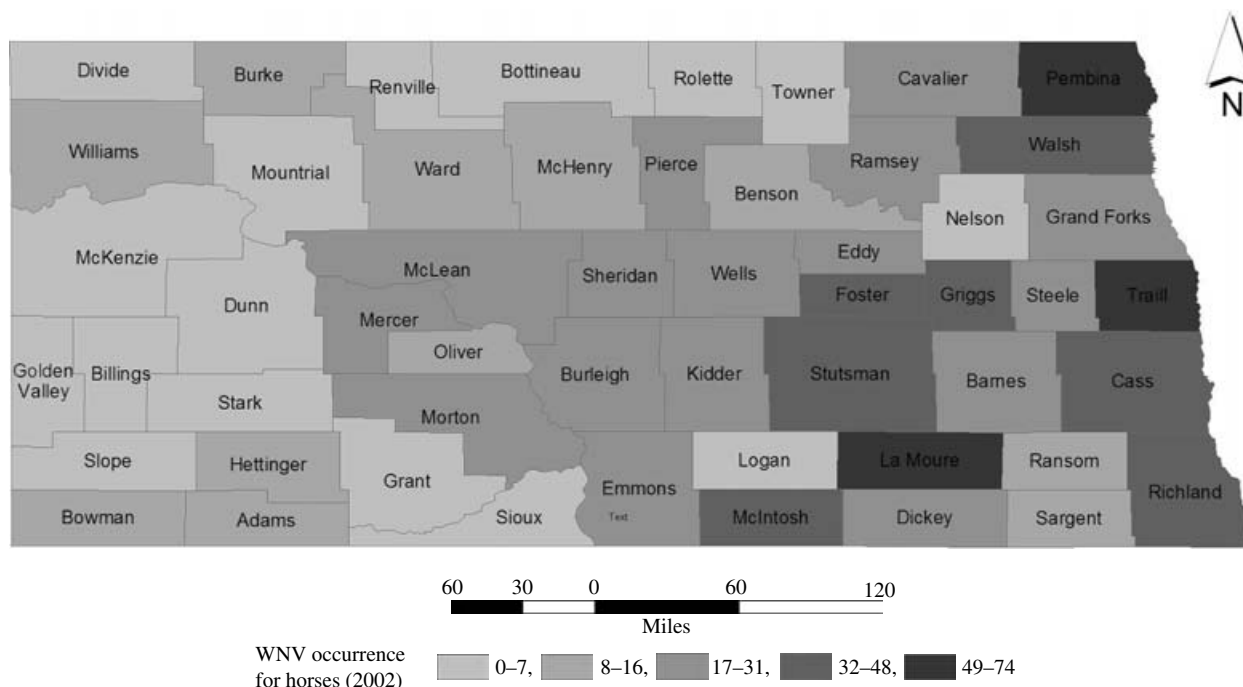 Divide
Burke
Renville
Bottineau
Rolette
Towner
Cavalier
Pembina
N
Williams
Mountrial
Ward
McHenry
Pierce
Benson
Ramsey
Walsh
Nelson
Grand Forks
McKenzie
Dunn
McLean
Sheridan
Wells
Eddy
Foster
Griggs
Steele
Traill
Mercer
Oliver
Golden
Valley
Billings
Stark
Morton
Burleigh
Kidder
Stutsman
Barnes
Cass
Slope
Hettinger
Grant
Emmons
Text
Logan
La Moure
Ransom
Richland
Bowman
Adams
Sioux
McIntosh
Dickey
Sargent
60 30 0 60 120
Miles
WNV occurrence
for horses (2002)
0–7, 8–16, 17–31, 32–48, 49–74